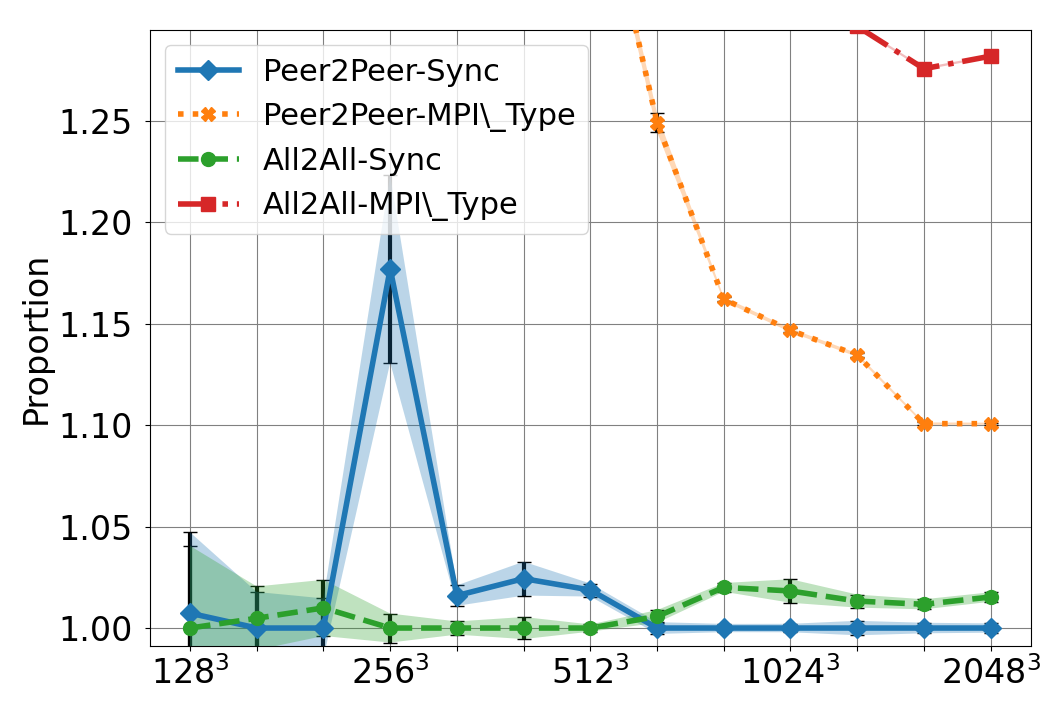 Peer2Peer-Sync
Peer2Peer-MPI\_Type
All2All-Sync
All2All-MPI\_Type
Proportion
1.25
1.20
1.15
1.10
1.05
1.00
128³ 256³ 512³ 1024³ 2048³